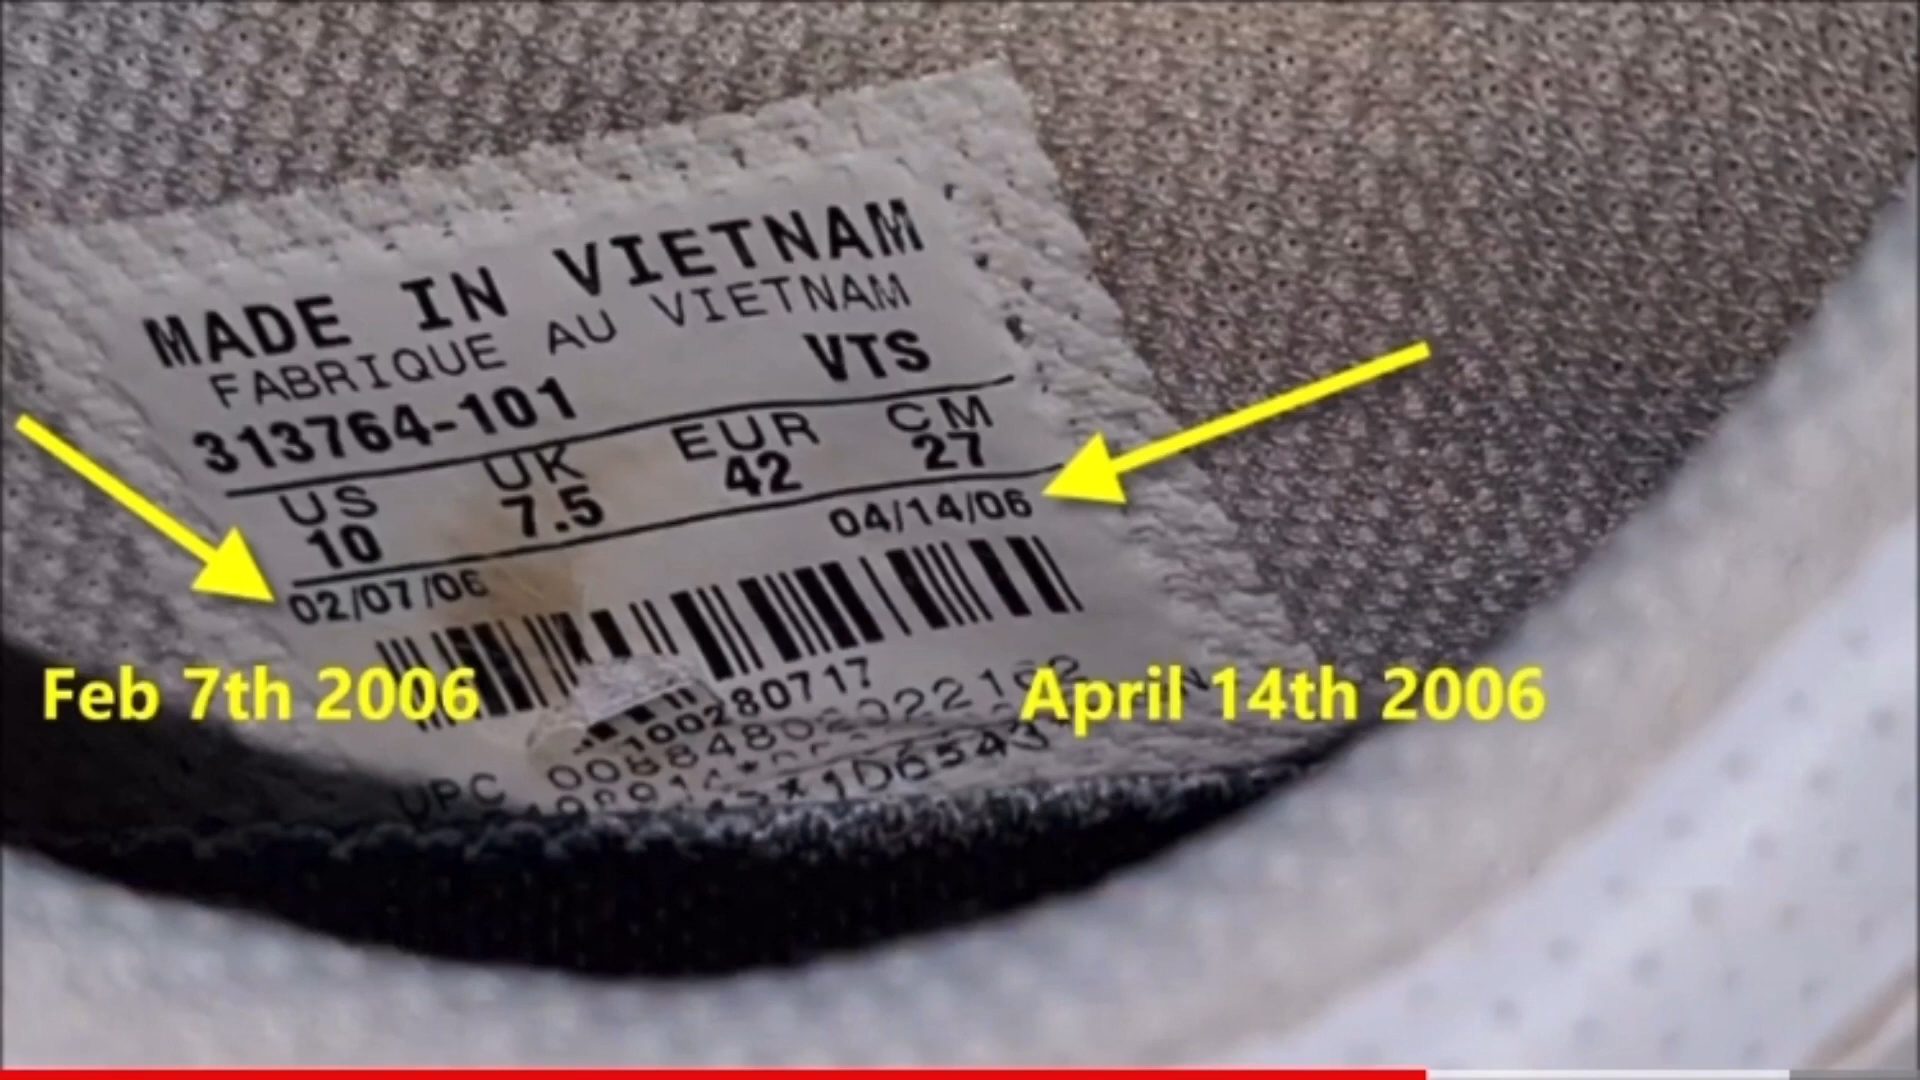 MADE IN VIETNAM
FABRIQUE AU VIETNAM
313764-101 VTS
US UK EUR CM
10 7.5 42 27
02/07/06 04/14/06
Feb 7th 2006 April 14th 2006
UPC